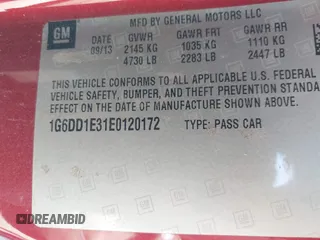 MFD BY GENERAL MOTORS LLC
GM
DATE GVWR GAWR FRT GAWR RR
09/13 2145 KG 1035 KG 1110 KG
4730 LB 2283 LB 2447 LB
THIS VEHICLE CONFORMS TO ALL APPLICABLE U.S. FEDERAL
VEHICLE SAFETY, BUMPER, AND THEFT PREVENTION STANDARD
IN EFFECT ON THE DATE OF MANUFACTURE SHOWN ABOVE.
1G6DD1E31E0120172 TYPE: PASS CAR
DREAMBID